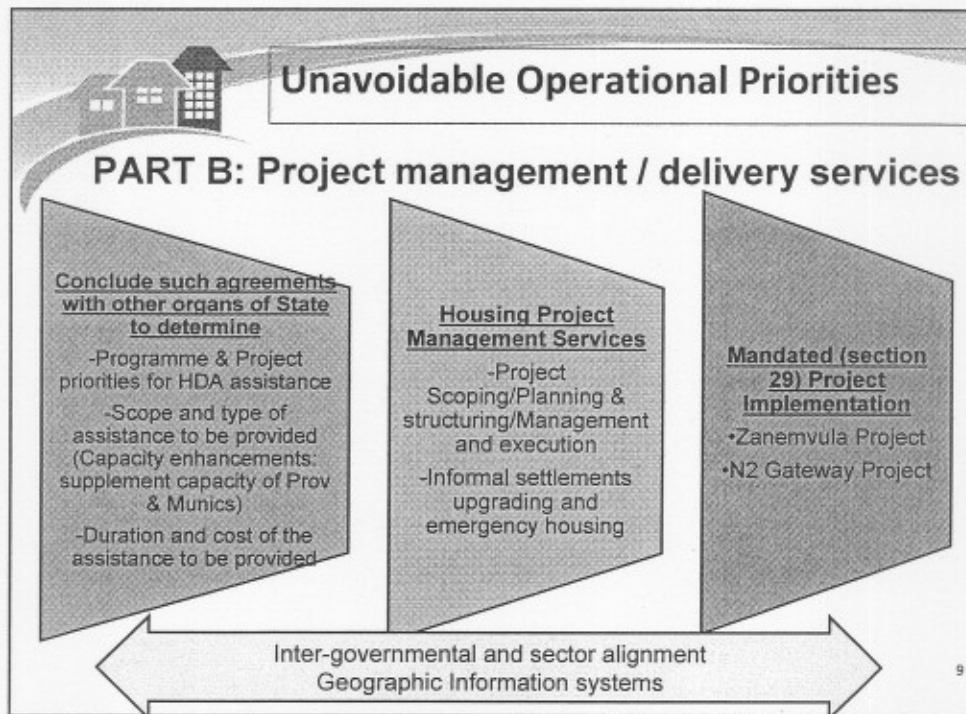 Unavoidable Operational Priorities
PART B: Project management / delivery services
Conclude such agreements
with other organs of State
to determine
-Programme & Project
priorities for HDA assistance
-Scope and type of
assistance to be provided
(Capacity enhancements:
supplement capacity of Prov
& Munics)
-Duration and cost of the
assistance to be provided
Housing Project
Management Services
-Project
Scoping/Planning &
structuring/Management
and execution
-Informal settlements
upgrading and
emergency housing
Mandated (section
29) Project
Implementation
•Zanemvula Project
•N2 Gateway Project
Inter-governmental and sector alignment
Geographic Information systems
9